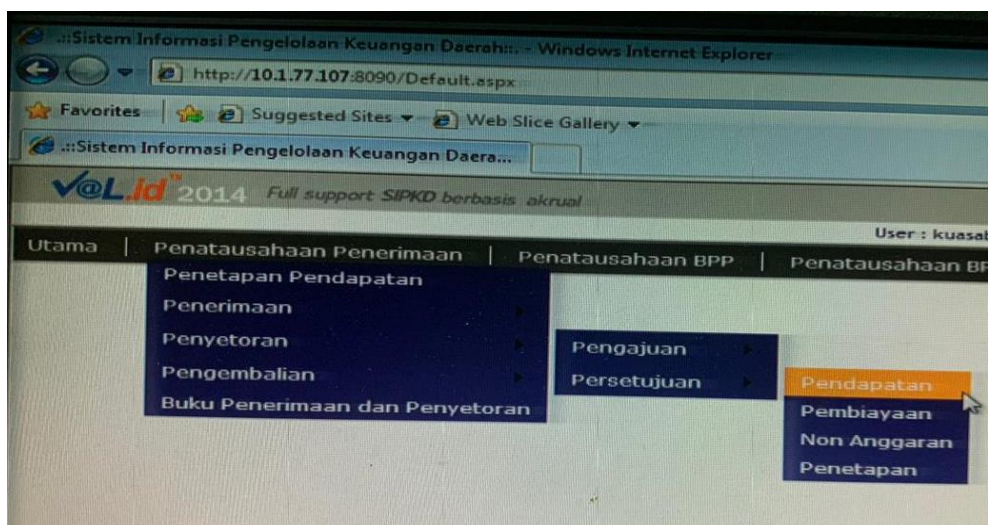 .::Sistem Informasi Pengelolaan Keuangan Daerah::. - Windows Internet Explorer
http://10.1.77.107:8090/Default.aspx
Favorites Suggested Sites Web Slice Gallery
.::Sistem Informasi Pengelolaan Keuangan Daera...
V@L.id™ 2014 Full support SIPKD berbasis akrual
User : kuasa
Utama | Penatausahaan Penerimaan | Penatausahaan BPP | Penatausahaan
Penetapan Pendapatan
Penerimaan
Penyetoran Pengajuan
Pengembalian Persetujuan Pendapatan
Buku Penerimaan dan Penyetoran Pembiayaan
Non Anggaran
Penetapan